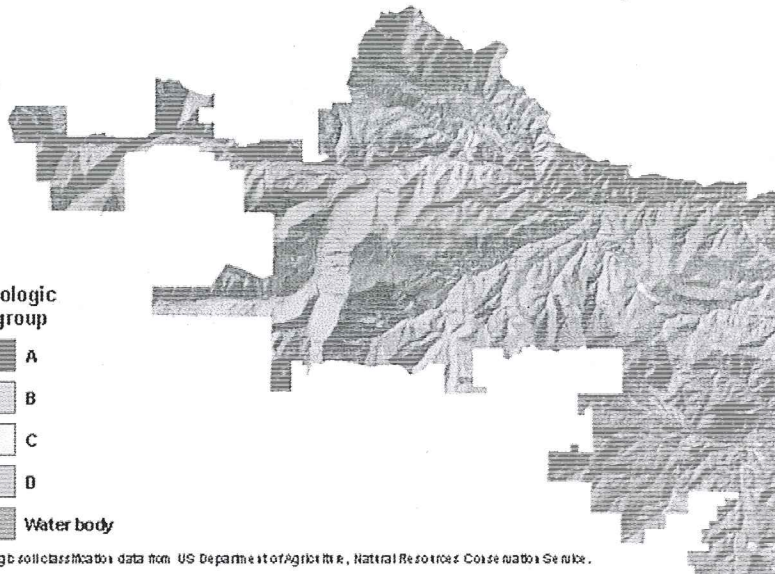 ologic
group
A
B
C
D
Water body
soil classification data from US Department of Agriculture, Natural Resources Conservation Service.